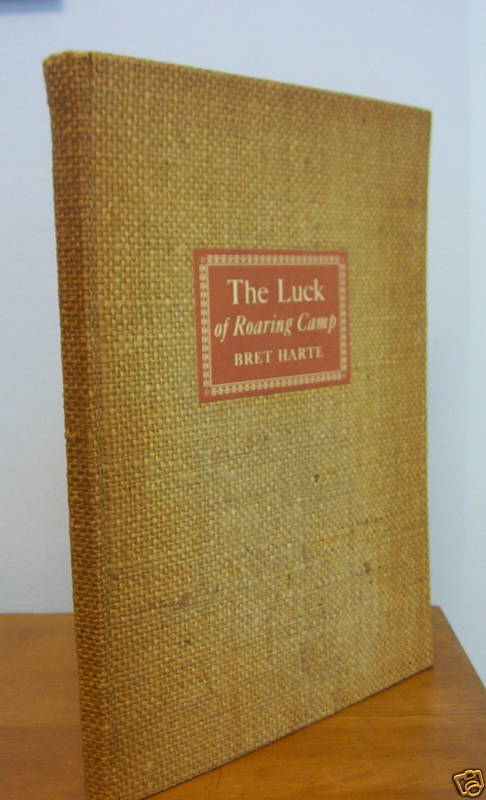 The Luck
of Roaring Camp
BRET HARTE